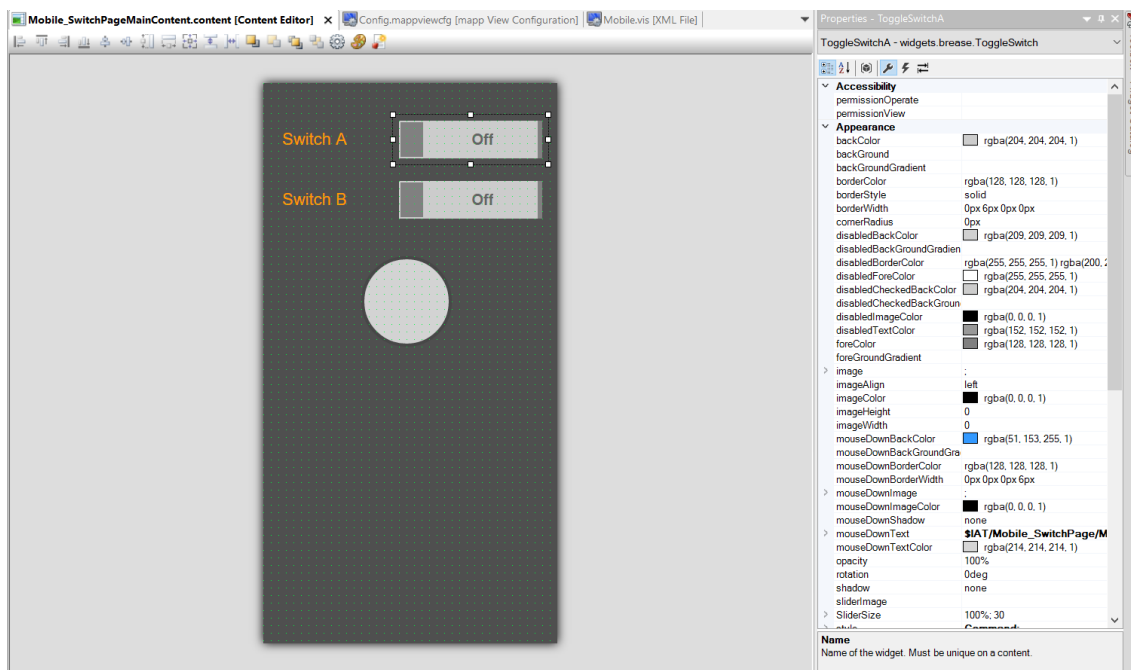 Mobile_SwitchPageMainContent.content [Content Editor] X Config.mappviewcfg [mapp View Configuration] Mobile.vis [XML File]
Properties - ToggleSwitchA
ToggleSwitchA - widgets.brease.ToggleSwitch
Switch A Off
Switch B Off
Accessibility
permissionOperate
permissionView
Appearance
backColor rgba(204, 204, 204, 1)
backGround
backGroundGradient
borderColor rgba(128, 128, 128, 1)
borderStyle solid
borderWidth 0px 6px 0px 0px
cornerRadius 0px
disabledBackColor rgba(209, 209, 209, 1)
disabledBackGroundGradien
disabledBorderColor rgba(255, 255, 255, 1) rgba(200, 2
disabledForeColor rgba(255, 255, 255, 1)
disabledCheckedBackColor rgba(204, 204, 204, 1)
disabledCheckedBackGroun
disabledImageColor rgba(0, 0, 0, 1)
disabledTextColor rgba(152, 152, 152, 1)
foreColor rgba(128, 128, 128, 1)
foreGroundGradient
image ;
imageAlign left
imageColor rgba(0, 0, 0, 1)
imageHeight 0
imageWidth 0
mouseDownBackColor rgba(51, 153, 255, 1)
mouseDownBackGroundGra
mouseDownBorderColor rgba(128, 128, 128, 1)
mouseDownBorderWidth 0px 0px 0px 6px
mouseDownImage ;
mouseDownImageColor rgba(0, 0, 0, 1)
mouseDownShadow none
mouseDownText $IAT/Mobile_SwitchPage/M
mouseDownTextColor rgba(214, 214, 214, 1)
opacity 100%
rotation 0deg
shadow none
sliderImage
SliderSize 100%; 30
Name
Name of the widget. Must be unique on a content.